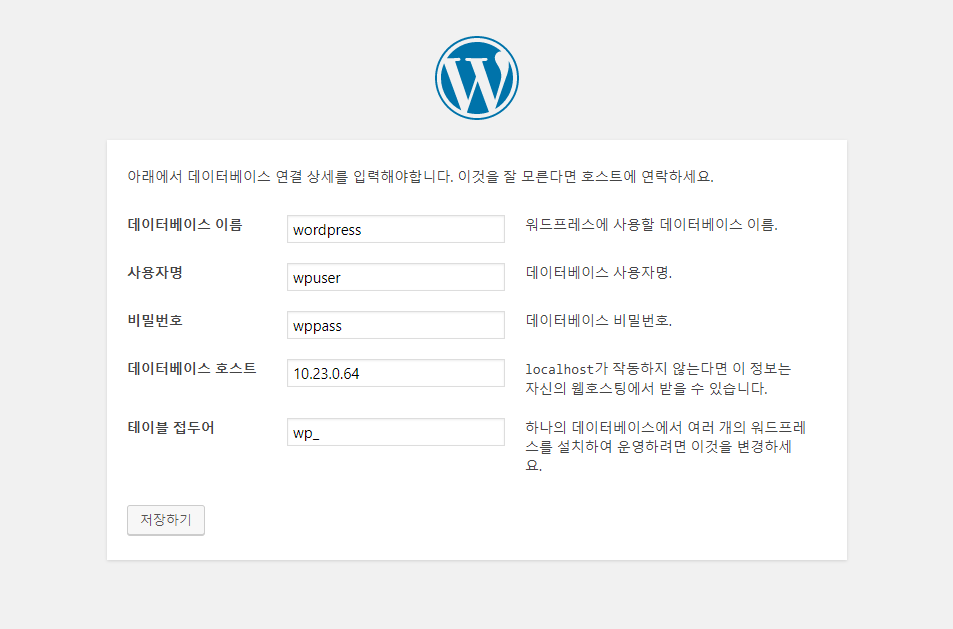 아래에서 데이터베이스 연결 상세를 입력해야합니다. 이것을 잘 모른다면 호스트에 연락하세요.
데이터베이스 이름
wordpress
워드프레스에 사용할 데이터베이스 이름.
사용자명
wpuser
데이터베이스 사용자명.
비밀번호
wppass
데이터베이스 비밀번호.
데이터베이스 호스트
10.23.0.64
localhost가 작동하지 않는다면 이 정보는
자신의 웹호스팅에서 받을 수 있습니다.
테이블 접두어
wp_
하나의 데이터베이스에서 여러 개의 워드프레
스를 설치하여 운영하려면 이것을 변경하세
요.
저장하기